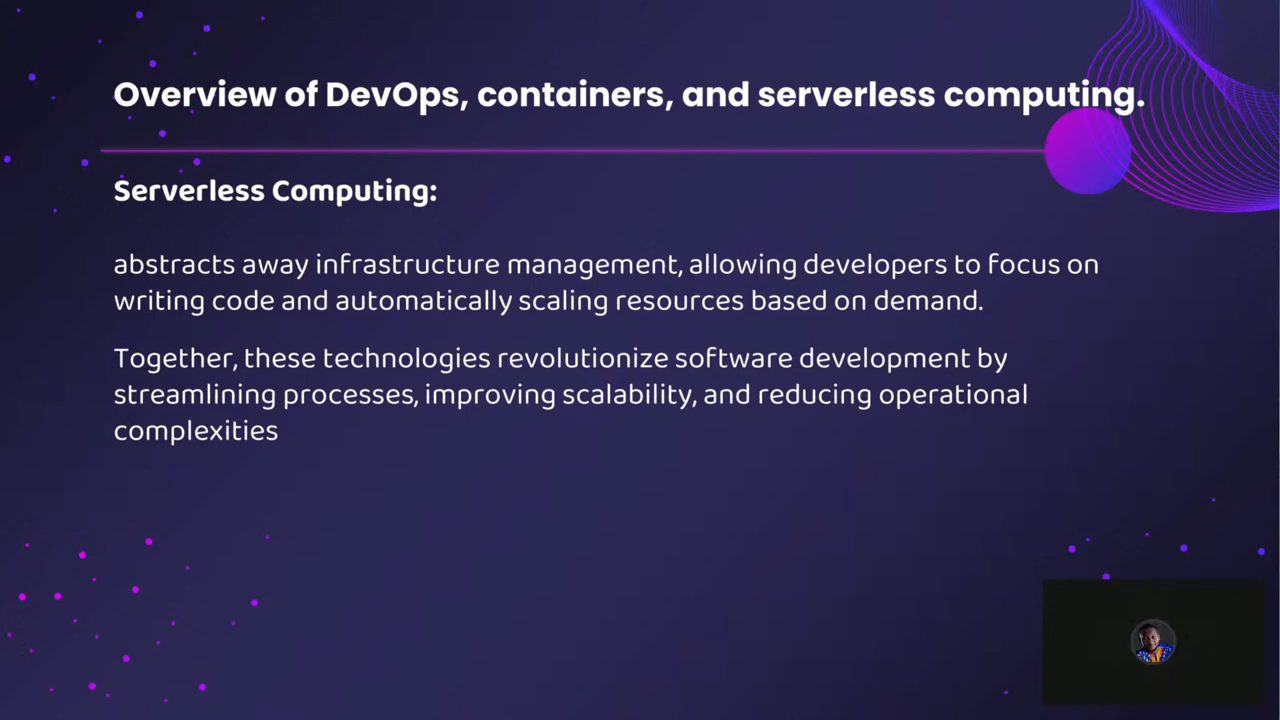 Overview of DevOps, containers, and serverless computing.
Serverless Computing:
abstracts away infrastructure management, allowing developers to focus on
writing code and automatically scaling resources based on demand.
Together, these technologies revolutionize software development by
streamlining processes, improving scalability, and reducing operational
complexities